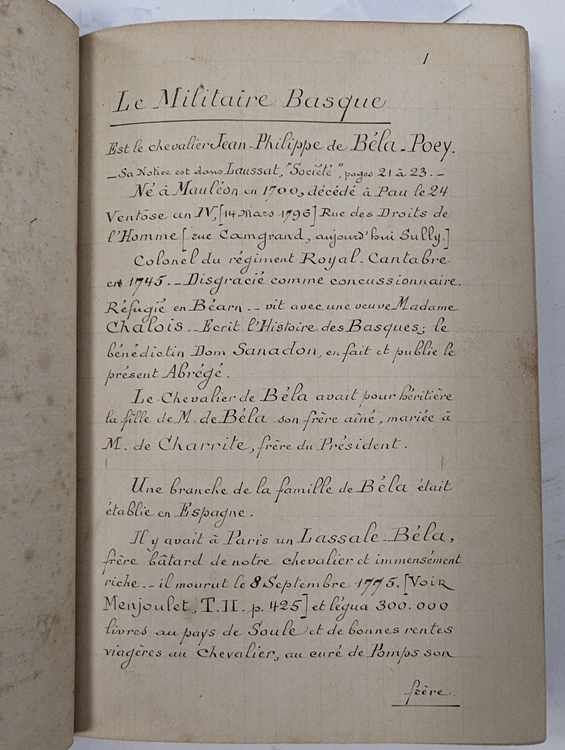 1
Le Militaire Basque
Est le chevalier Jean-Philippe de Béla-Poey.
_Sa Notice est dans Laussat, "Société", pages 21 à 23._
Né à Mauléon en 1700, décédé à Pau le 24
Ventose an IV, [14 Mars 1796] Rue des Droits de
l'Homme [rue Camgrand, aujourd'hui Sully.]
Colonel du régiment Royal-Cantabre
en 1745._Disgracié comme concussionnaire.
Réfugié en Béarn._vit avec une veuve Madame
Chalois_Ecrit l'Histoire des Basques; le
bénédictin Dom Sanadon, en fait et publie le
présent Abrégé.
Le Chevalier de Béla avait pour héritière
la fille de M. de Béla son frère aîné, mariée à
M. de Charrite, frère du Président.
Une branche de la famille de Béla était
établie en Espagne.
Il y avait à Paris un Lassale-Béla,
frère bâtard de notre chevalier et immensément
riche._il mourut le 8 Septembre 1775. [Voir
Menjoulet, T. II. p. 425] et légua 300.000
livres au pays de Soule et de bonnes rentes
viagères au Chevalier, au curé de Pomps son
frère.